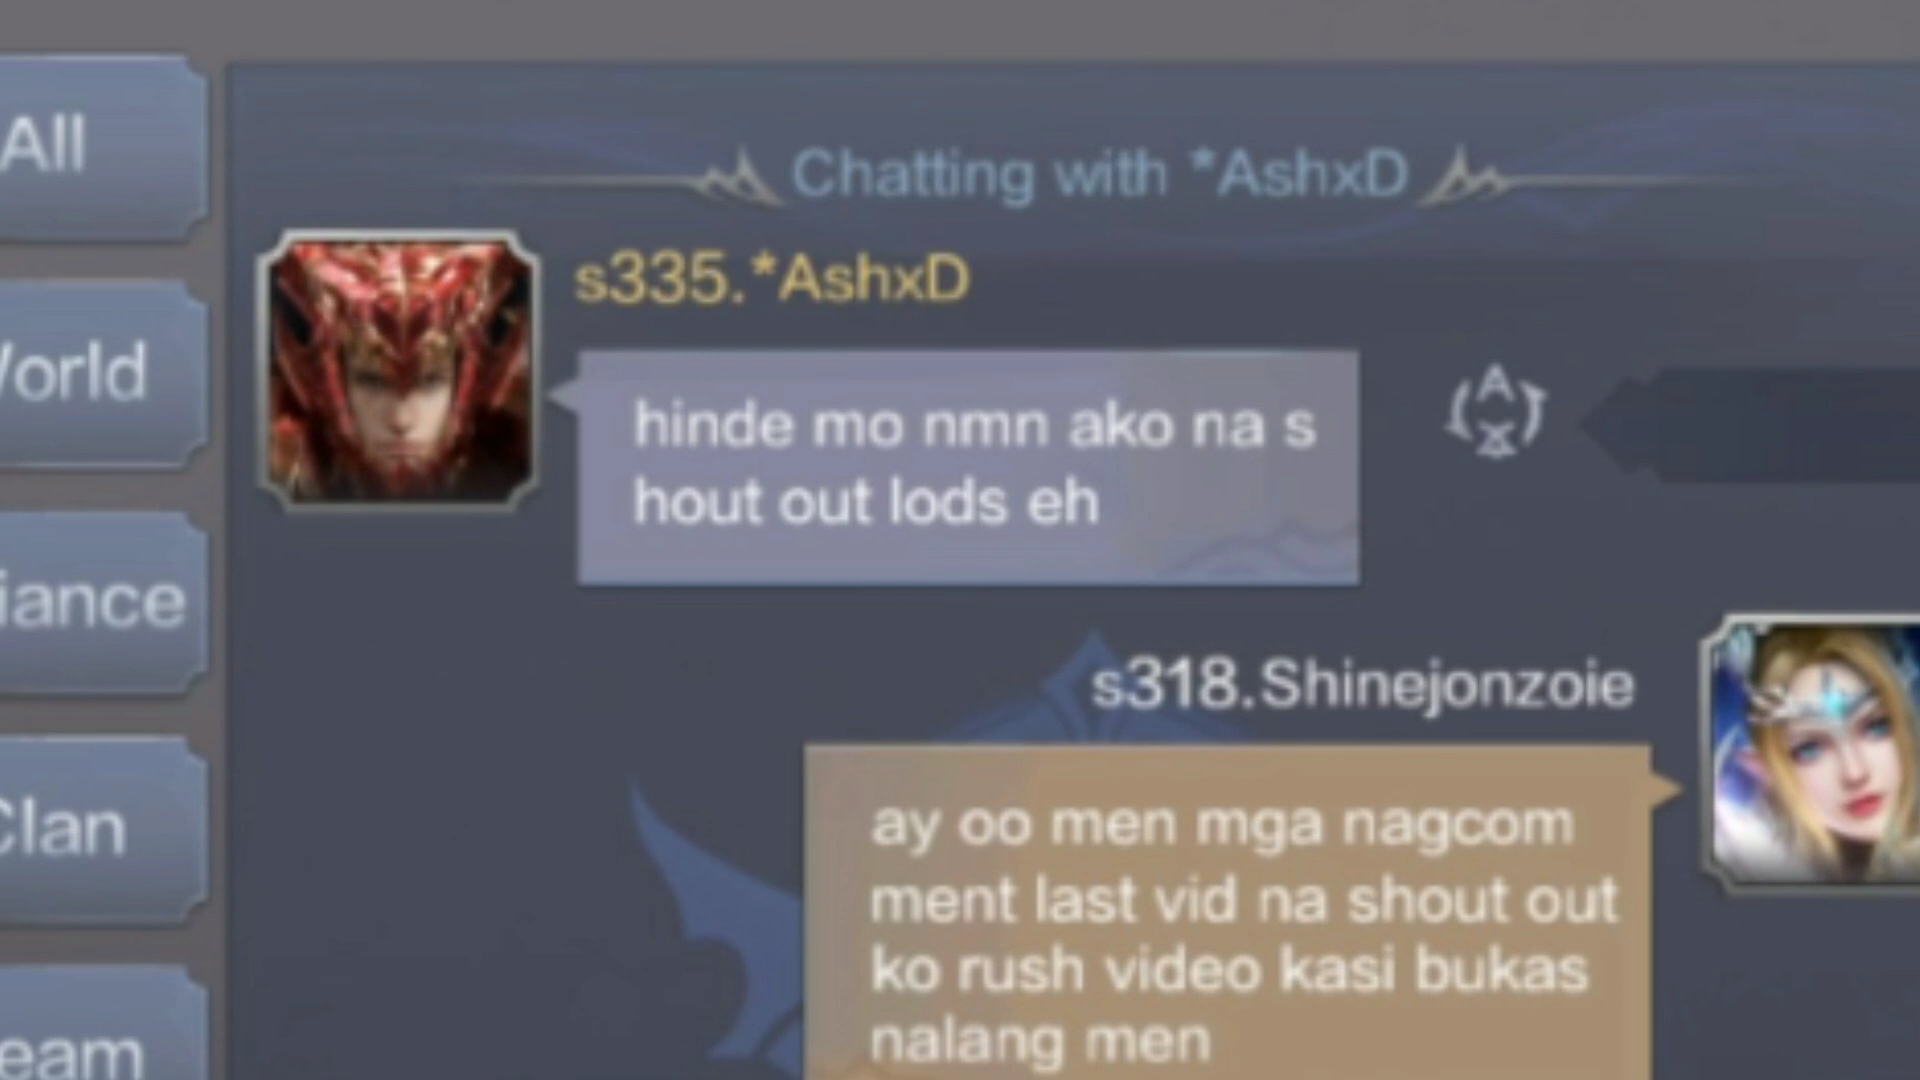 All
Chatting with *AshxD
s335.*AshxD
World
hinde mo nmn ako na s
hout out lods eh
iance
s318.Shinejonzoie
Clan
ay oo men mga nagcom
ment last vid na shout out
ko rush video kasi bukas
nalang men
eam